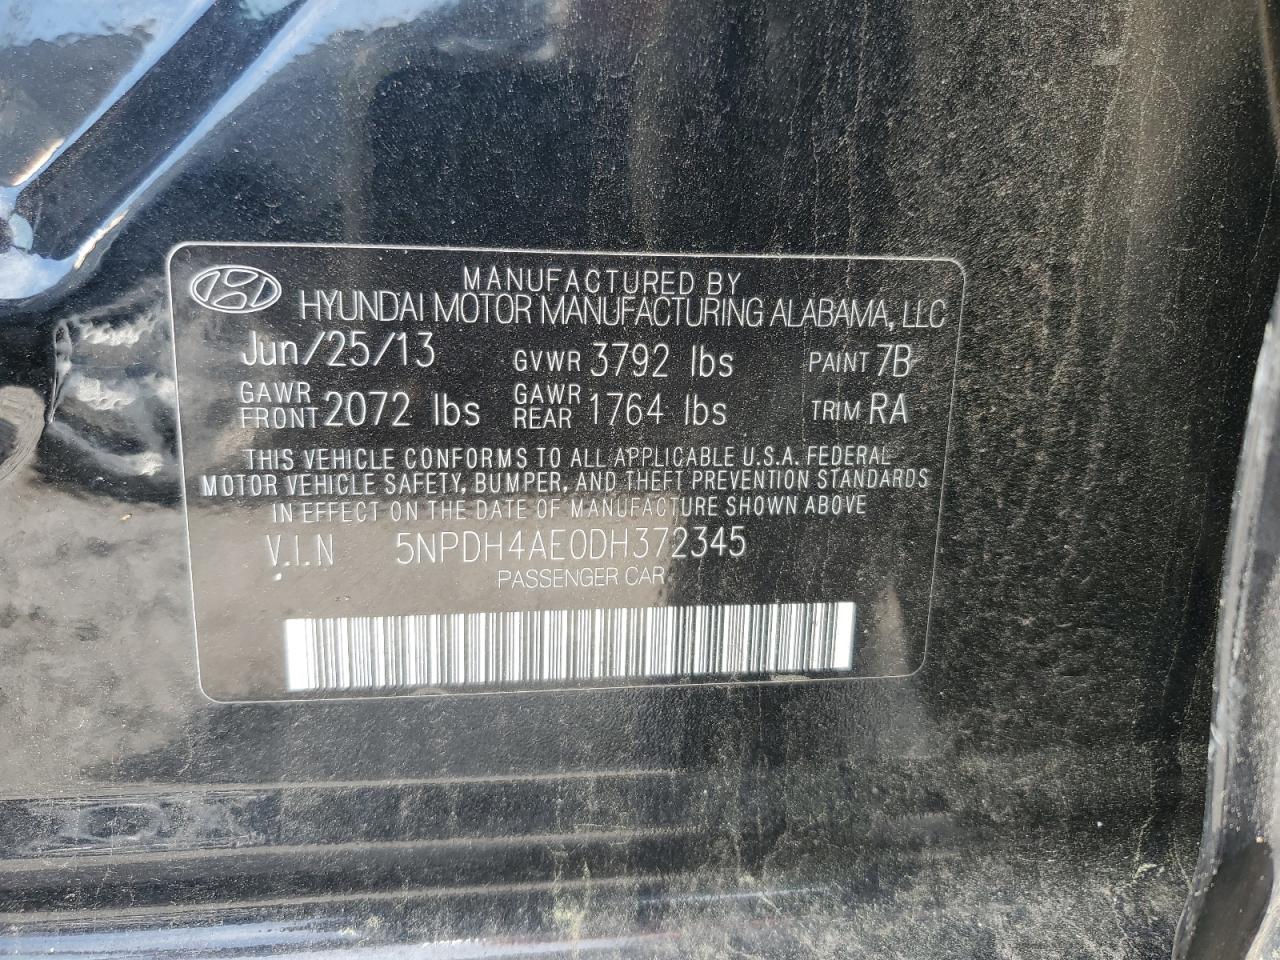 MANUFACTURED BY
HYUNDAI MOTOR MANUFACTURING ALABAMA, LLC
Jun/25/13 GVWR 3792 lbs PAINT 7B
GAWR FRONT 2072 lbs GAWR REAR 1764 lbs TRIM RA
THIS VEHICLE CONFORMS TO ALL APPLICABLE U.S.A. FEDERAL
MOTOR VEHICLE SAFETY, BUMPER, AND THEFT PREVENTION STANDARDS
IN EFFECT ON THE DATE OF MANUFACTURE SHOWN ABOVE
V.I.N 5NPDH4AE0DH372345
PASSENGER CAR